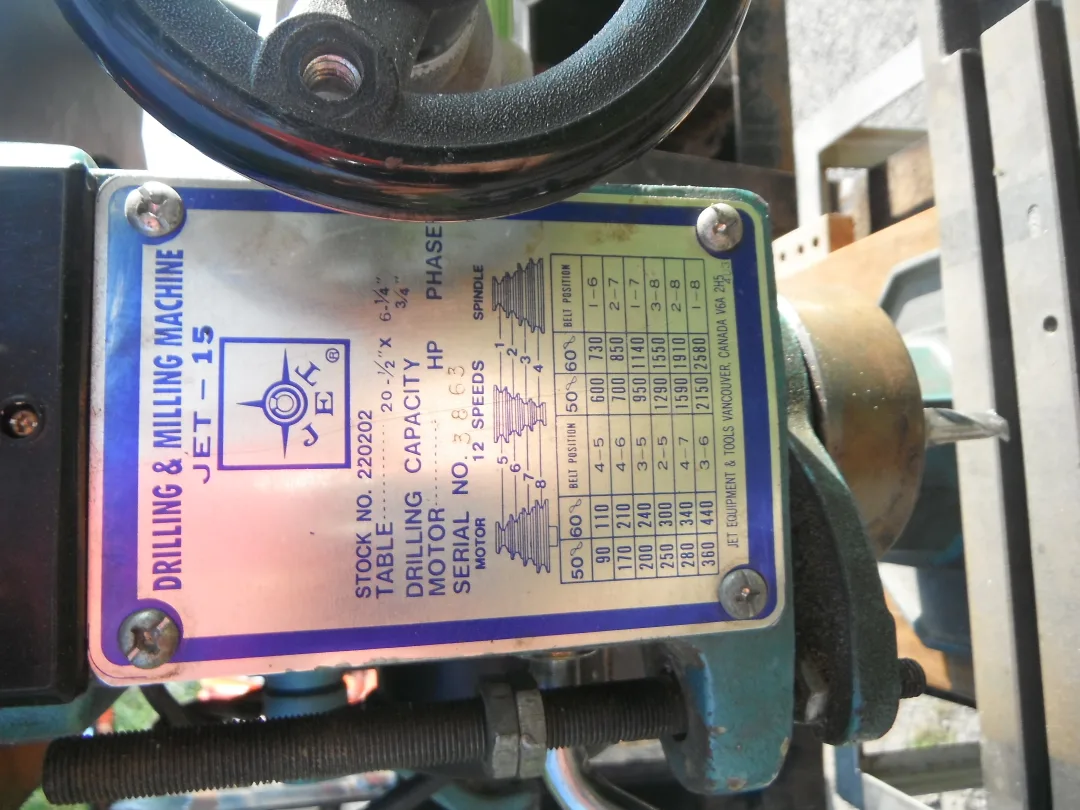 DRILLING & MILLING MACHINE
JET-15
JET ®
STOCK NO. 220202
TABLE ........ 20-1/2" x 6-1/4"
DRILLING CAPACITY 3/4"
MOTOR ........ HP PHASE
SERIAL NO. 3863
MOTOR 12 SPEEDS SPINDLE
5 1
6 2
7 3
8 4
50∾ 60∾ BELT POSITION 50∾ 60∾ BELT POSITION
90 110 4-5 600 730 1-6
170 210 4-6 700 850 2-7
200 240 3-5 950 1140 1-7
250 300 2-5 1290 1550 3-8
280 340 4-7 1590 1910 2-8
360 440 3-6 2150 2580 1-8
JET EQUIPMENT & TOOLS VANCOUVER, CANADA V6A 2H5